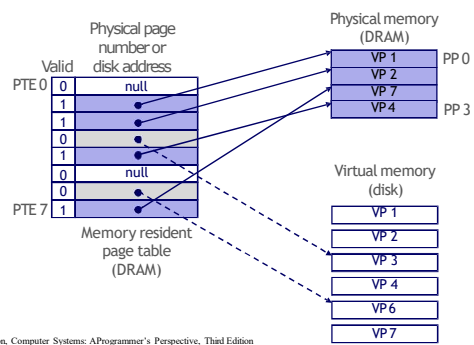 Physical page
number or
disk address
Valid
PTE 0
0
null
1
1
0
1
0
null
0
PTE 7
1
Memory resident
page table
(DRAM)
Physical memory
(DRAM)
VP 1
PP 0
VP 2
VP 7
VP 4
PP 3
Virtual memory
(disk)
VP 1
VP 2
VP 3
VP 4
VP 6
VP 7
on, Computer Systems: AProgrammer's Perspective, Third Edition